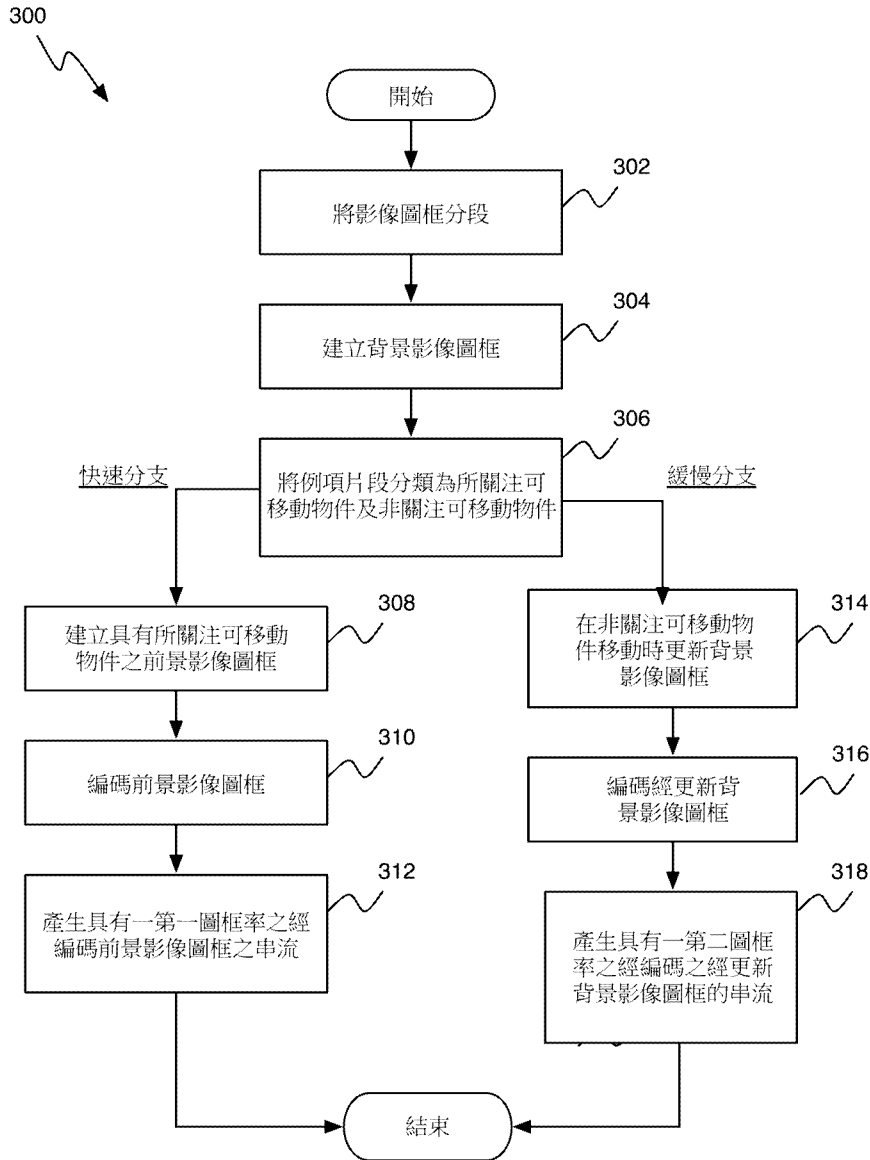 300
開始
302
將影像圖框分段
304
建立背景影像圖框
306
將例項片段分類為所關注可
移動物件及非關注可移動物件
快速分支
308
建立具有所關注可移動
物件之前景影像圖框
310
編碼前景影像圖框
312
產生具有一第一圖框率之經
編碼前景影像圖框之串流
緩慢分支
314
在非關注可移動物
件移動時更新背景
影像圖框
316
編碼經更新背
景影像圖框
318
產生具有一第二圖框
率之經編碼之經更新
背景影像圖框的串流
結束